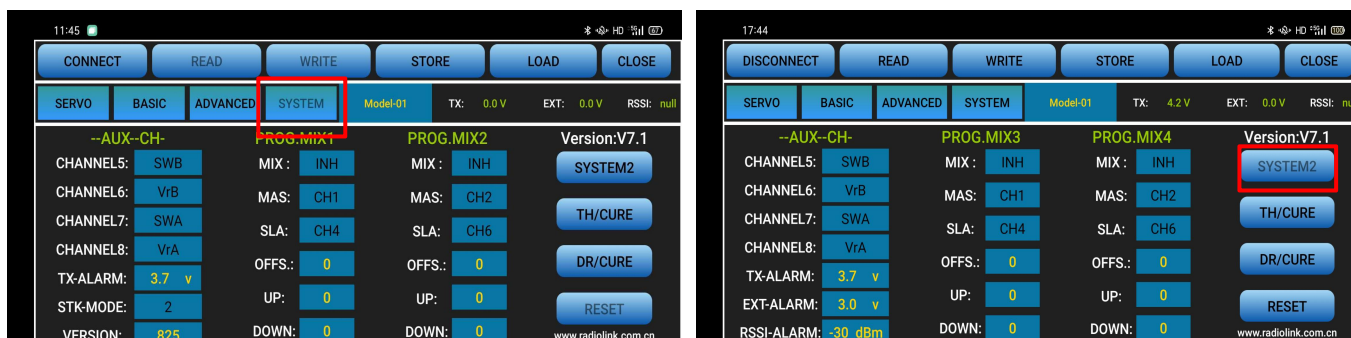 11:45 HD 5G 67
CONNECT READ WRITE STORE LOAD CLOSE
SERVO BASIC ADVANCED SYSTEM Model-01 TX: 0.0 V EXT: 0.0 V RSSI: null
--AUX--CH- PROG.MIX1 PROG.MIX2 Version:V7.1
CHANNEL5: SWB MIX : INH MIX : INH SYSTEM2
CHANNEL6: VrB MAS: CH1 MAS: CH2
CHANNEL7: SWA SLA: CH4 SLA: CH6 TH/CURE
CHANNEL8: VrA OFFS.: 0 OFFS.: 0 DR/CURE
TX-ALARM: 3.7 v
STK-MODE: 2 UP: 0 UP: 0 RESET
VERSION: 825 DOWN: 0 DOWN: 0 www.radiolink.com.cn
17:44 HD 5G 100
DISCONNECT READ WRITE STORE LOAD CLOSE
SERVO BASIC ADVANCED SYSTEM Model-01 TX: 4.2 V EXT: 0.0 V RSSI:
--AUX--CH- PROG.MIX3 PROG.MIX4 Version:V7.1
CHANNEL5: SWB MIX : INH MIX : INH SYSTEM2
CHANNEL6: VrB MAS: CH1 MAS: CH2
CHANNEL7: SWA SLA: CH4 SLA: CH6 TH/CURE
CHANNEL8: VrA OFFS.: 0 OFFS.: 0 DR/CURE
TX-ALARM: 3.7 v
EXT-ALARM: 3.0 v UP: 0 UP: 0 RESET
RSSI-ALARM: -30 dBm DOWN: 0 DOWN: 0 www.radiolink.com.cn